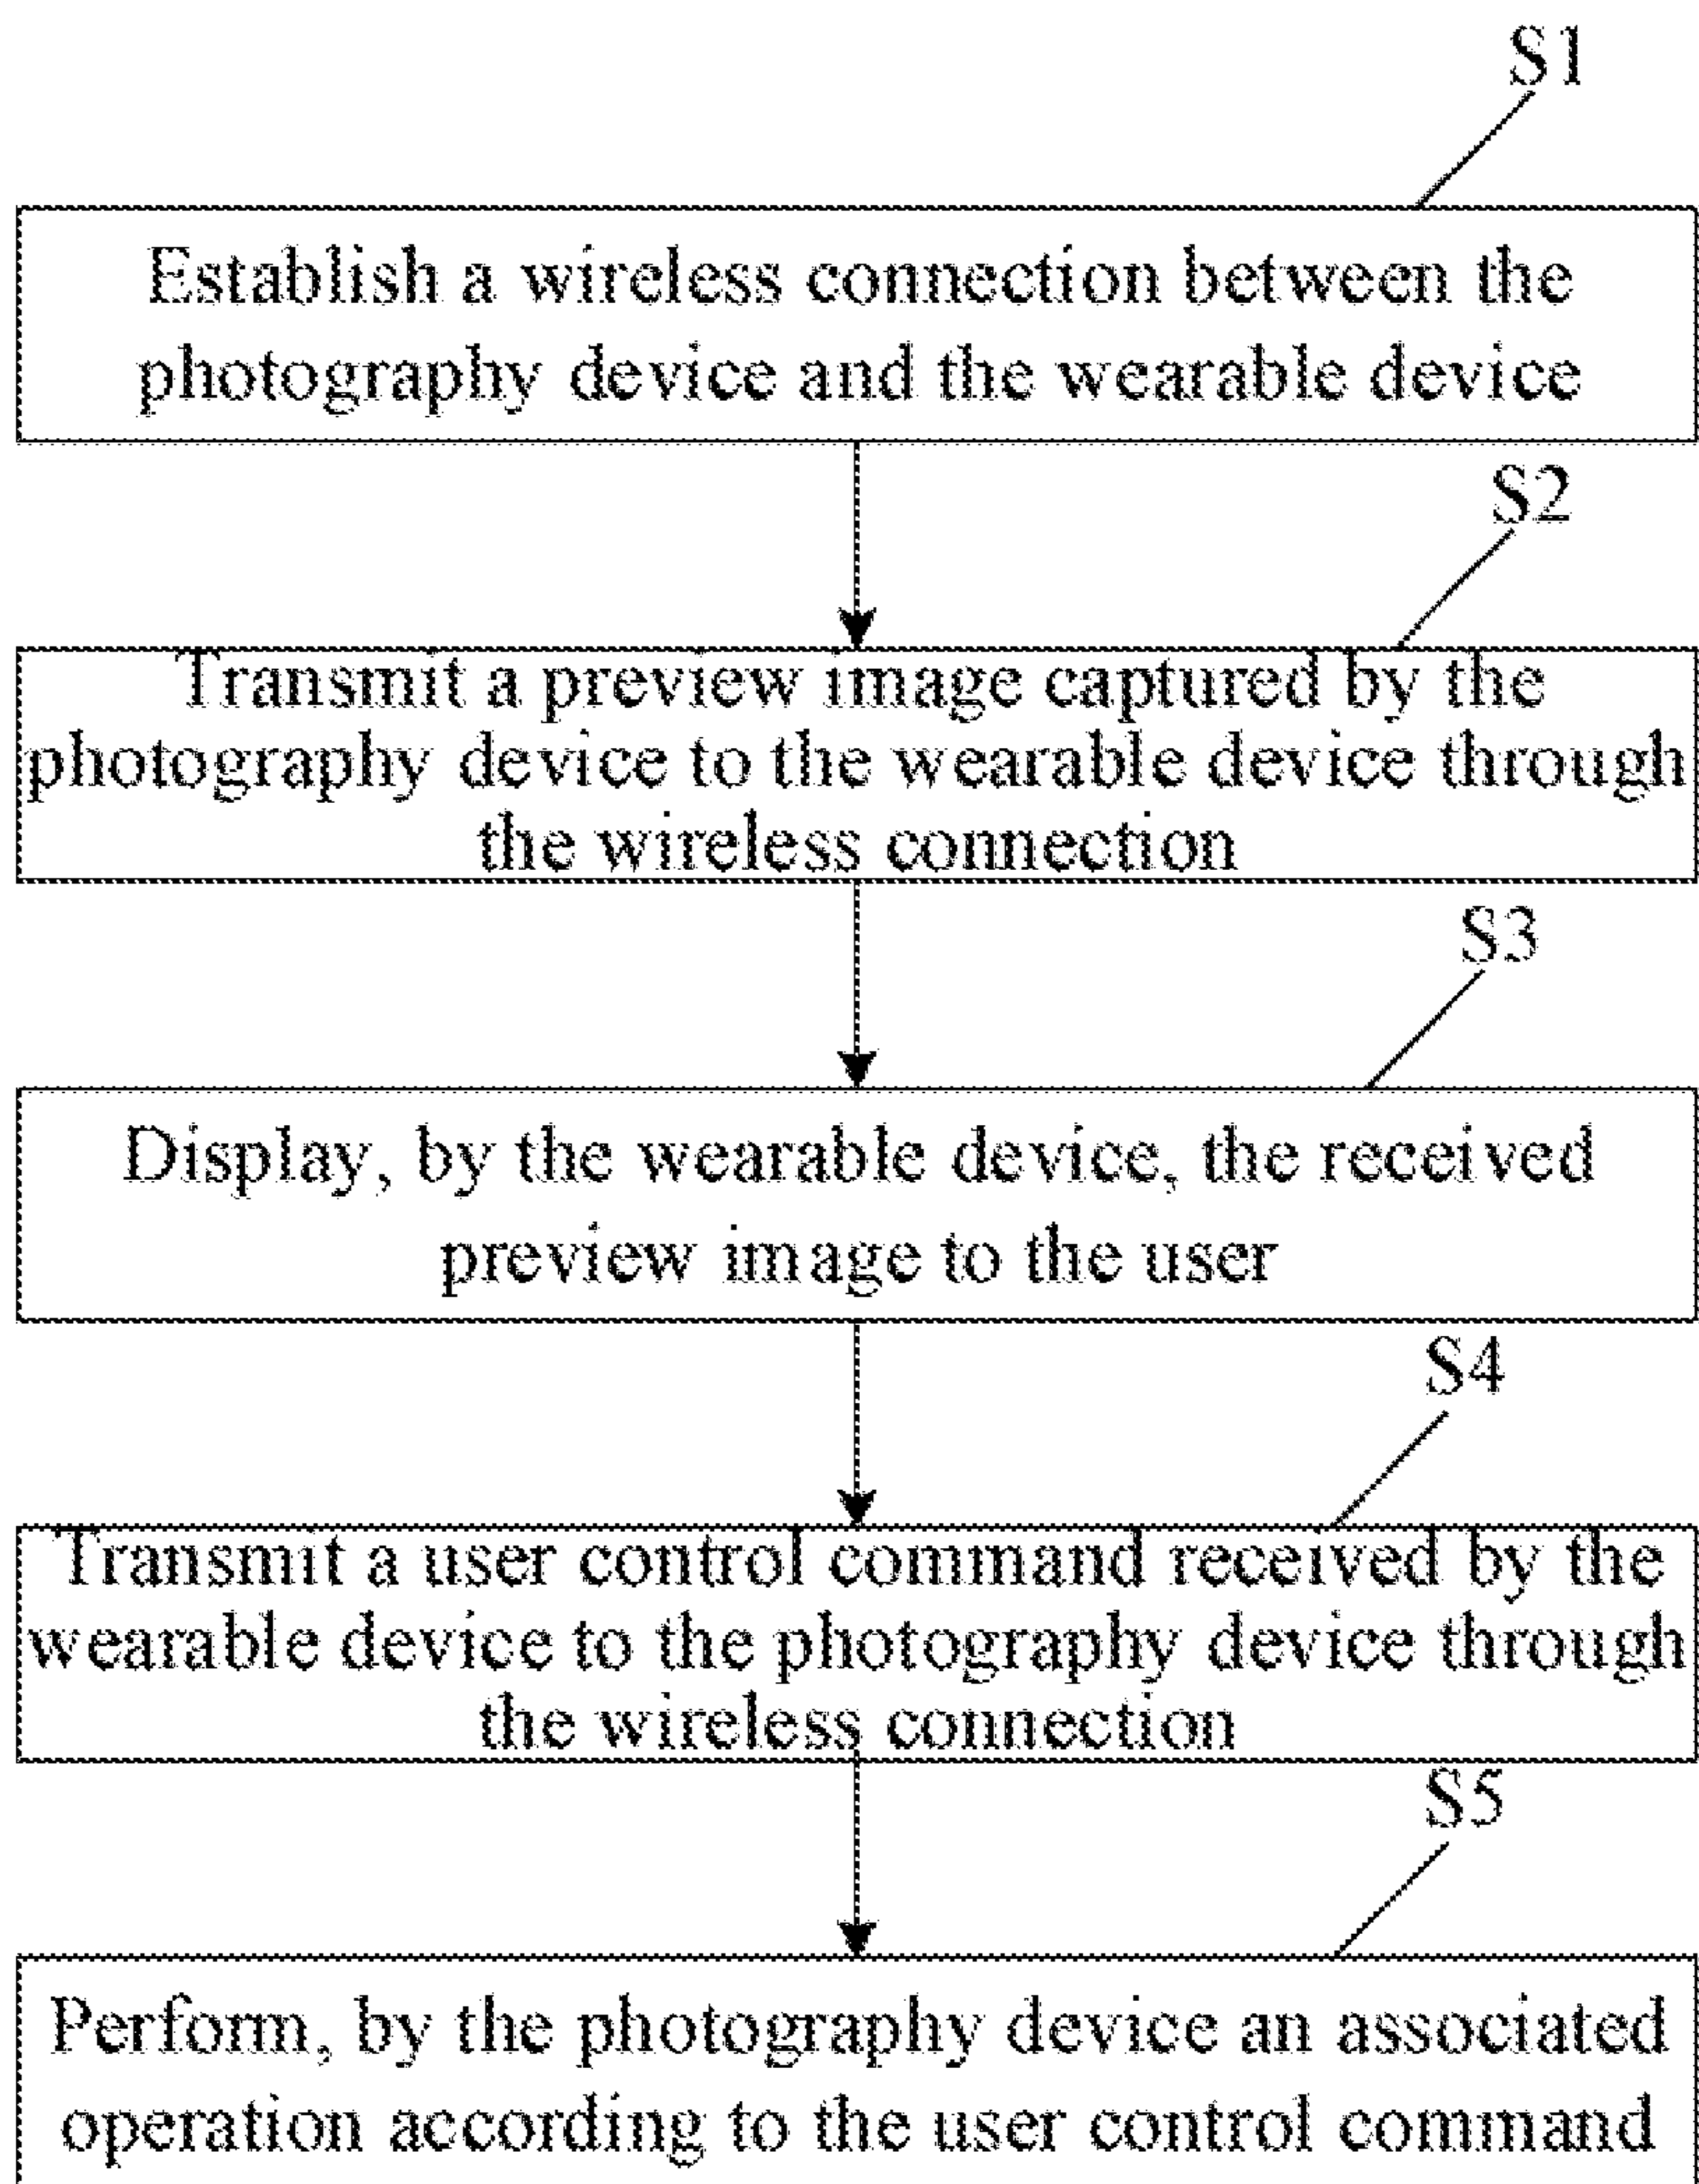 S1
Establish a wireless connection between the
photography device and the wearable device
S2
Transmit a preview image captured by the
photography device to the wearable device through
the wireless connection
S3
Display, by the wearable device, the received
preview image to the user
S4
Transmit a user control command received by the
wearable device to the photography device through
the wireless connection
S5
Perform, by the photography device an associated
operation according to the user control command